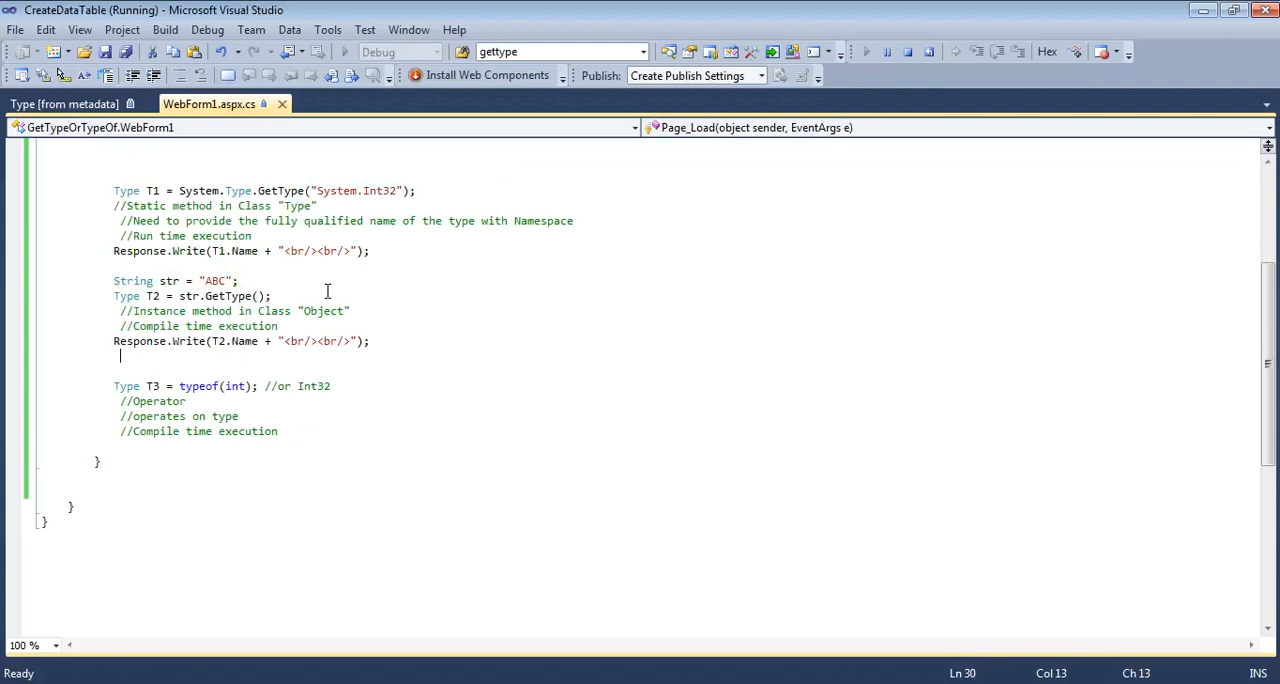 CreateDataTable (Running) - Microsoft Visual Studio
File Edit View Project Build Debug Team Data Tools Test Window Help
Debug gettype Hex
Install Web Components Publish: Create Publish Settings
Type [from metadata] WebForm1.aspx.cs
GetTypeOrTypeOf.WebForm1 Page_Load(object sender, EventArgs e)
Type T1 = System.Type.GetType("System.Int32");
//Static method in Class "Type"
//Need to provide the fully qualified name of the type with Namespace
//Run time execution
Response.Write(T1.Name + "<br/><br/>");
String str = "ABC";
Type T2 = str.GetType();
//Instance method in Class "Object"
//Compile time execution
Response.Write(T2.Name + "<br/><br/>");
Type T3 = typeof(int); //or Int32
//Operator
//operates on type
//Compile time execution
}
}
}
100 %
Ready Ln 30 Col 13 Ch 13 INS